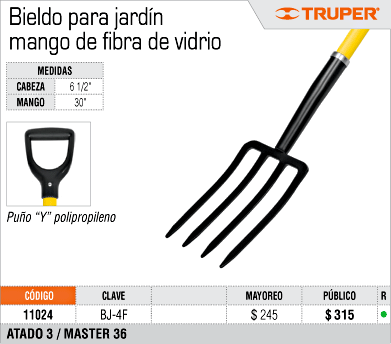 Bieldo para jardín
mango de fibra de vidrio
TRUPER
MEDIDAS
CABEZA 6 1/2"
MANGO 30"
Puño “Y” polipropileno
CÓDIGO CLAVE MAYOREO PÚBLICO R
11024 BJ-4F $ 245 $ 315
ATADO 3 / MASTER 36